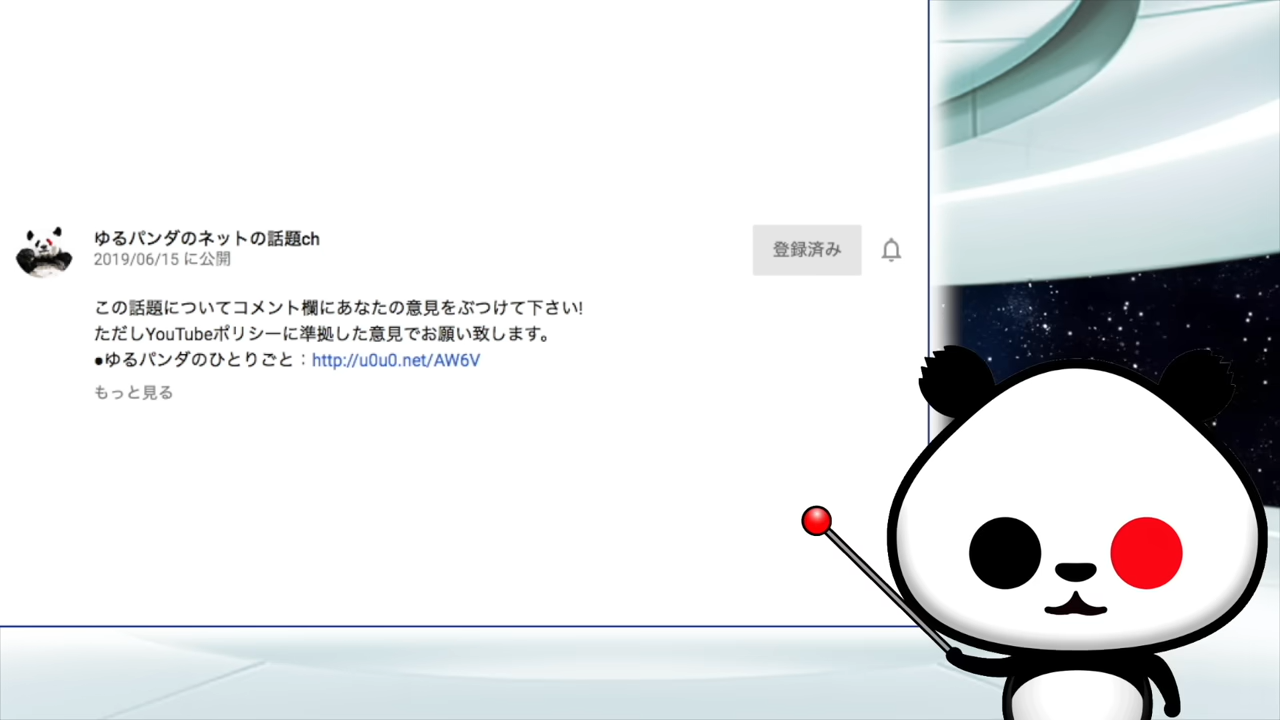 ゆるパンダのネットの話題ch
2019/06/15 に公開
登録済み
この話題についてコメント欄にあなたの意見をぶつけて下さい!
ただしYouTubeポリシーに準拠した意見でお願い致します。
●ゆるパンダのひとりごと：http://u0u0.net/AW6V
もっと見る